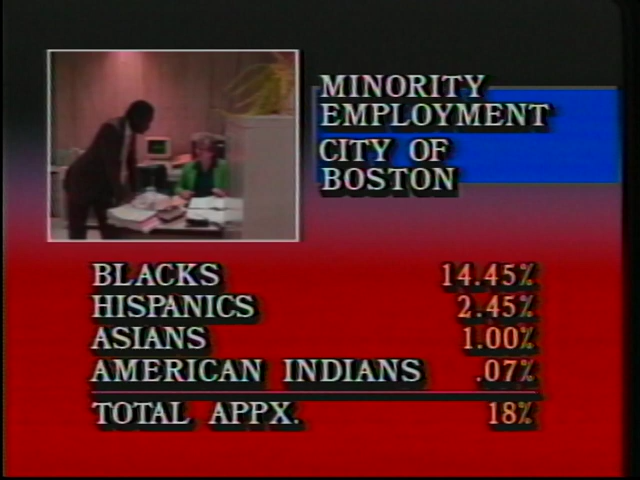 MINORITY
EMPLOYMENT
CITY OF
BOSTON
BLACKS 14.45%
HISPANICS 2.45%
ASIANS 1.00%
AMERICAN INDIANS .07%
TOTAL APPX. 18%